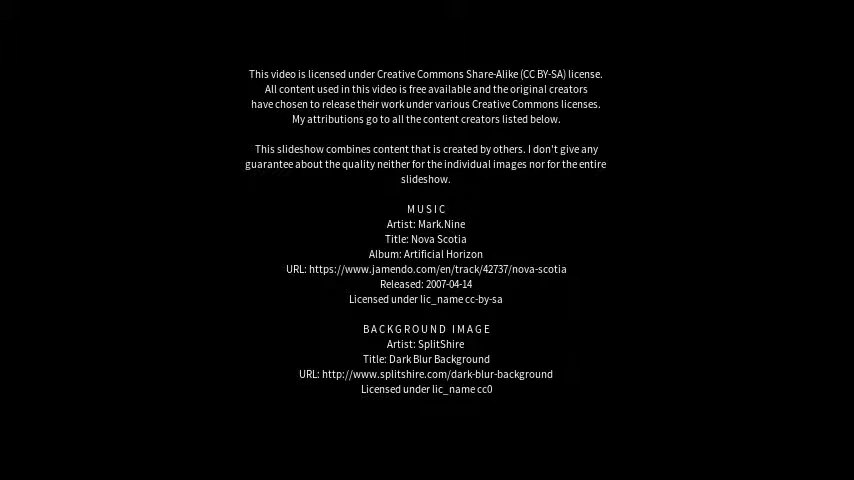 This video is licensed under Creative Commons Share-Alike (CC BY-SA) license.
All content used in this video is free available and the original creators
have chosen to release their work under various Creative Commons licenses.
My attributions go to all the content creators listed below.
This slideshow combines content that is created by others. I don't give any
guarantee about the quality neither for the individual images nor for the entire
slideshow.
MUSIC
Artist: Mark.Nine
Title: Nova Scotia
Album: Artificial Horizon
URL: https://www.jamendo.com/en/track/42737/nova-scotia
Released: 2007-04-14
Licensed under lic_name cc-by-sa
BACKGROUND IMAGE
Artist: SplitShire
Title: Dark Blur Background
URL: http://www.splitshire.com/dark-blur-background
Licensed under lic_name cc0